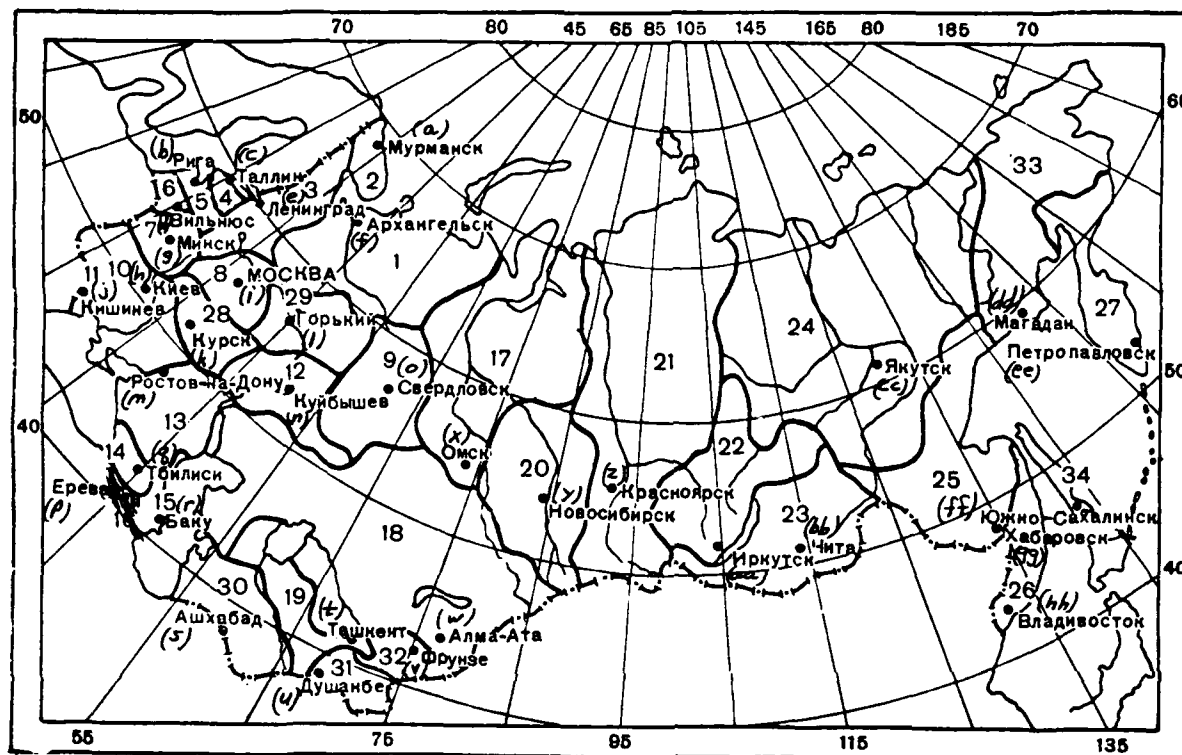 70 80 45 65 85 105 145 165 80 185 70
50
60
(a)
Мурманск
(b) Рига
(c)
Таллин
3
2
33
16
5 4
(e)
Ленинград
Вильнюс
7
Архангельск
(f)
Минск
(g)
1
8
МОСКВА
(i)
10 (h)
Киев
11 (j)
Кишинев
29
28
Горький
(l)
Курск
(k)
24
27
(dd)
Магадан
Петропавловск
(ee)
17
21
9 (o)
Свердловск
Якутск
(cc)
50
12
Куйбышев
(n)
Ростов-на-Дону
(m)
40
13
(q)
14
Тбилиси
(x)
Омск
22
20
(z)
Красноярск
(y)
Новосибирск
25
(ff)
34
Южно-Сахалинск
Хабаровск
(gg)
Ереван
(p)
15 (r)
Баку
18
23
(bb)
Чита
Иркутск
(aa)
40
30
19
(t)
Ташкент
(w)
Алма-Ата
26 (hh)
Владивосток
Ашхабад
(s)
32
Фрунзе
(v)
31
Душанбе
(u)
55 75 95 115 135